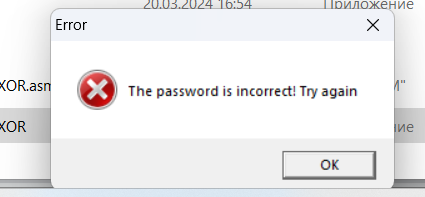 20.03.2024 16:54 Приложение
Error
The password is incorrect! Try again
XOR.asm
XOR
OK